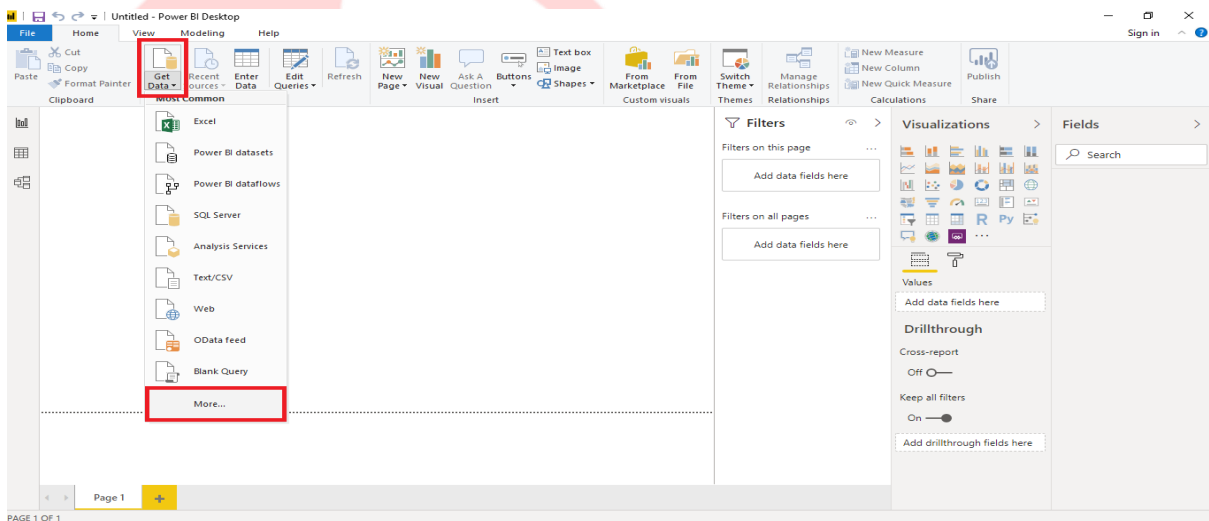 Untitled - Power BI Desktop
File Home View Modeling Help Sign in
Paste
Cut
Copy
Format Painter
Clipboard
Get Data
Recent Sources
Enter Data
Edit Queries
Refresh
New Page
New Visual
Ask A Question
Buttons
Text box
Image
Shapes
Insert
From Marketplace
From File
Custom visuals
Switch Theme
Themes
Manage Relationships
Relationships
New Measure
New Column
New Quick Measure
Calculations
Publish
Share
Most Common
Excel
Power BI datasets
Power BI dataflows
SQL Server
Analysis Services
Text/CSV
Web
OData feed
Blank Query
More...
Filters
Filters on this page ...
Add data fields here
Filters on all pages ...
Add data fields here
Visualizations
R Py
...
Values
Add data fields here
Drillthrough
Cross-report
Off
Keep all filters
On
Add drillthrough fields here
Fields
Search
Page 1 +
PAGE 1 OF 1